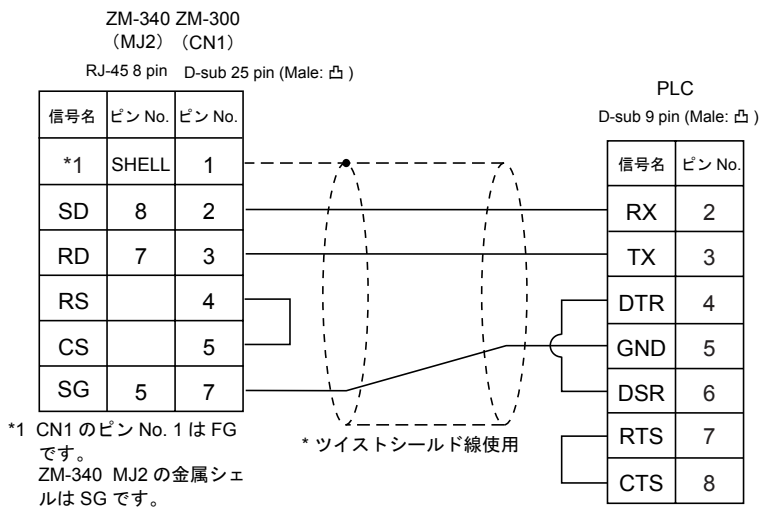 ZM-340 ZM-300
（MJ2） （CN1）
RJ-45 8 pin D-sub 25 pin (Male: 凸 )
信号名 ピン No. ピン No.
*1 SHELL 1
SD 8 2
RD 7 3
RS 4
CS 5
SG 5 7
*1 CN1 のピン No. 1 は FG
です。
ZM-340 MJ2 の金属シェ
ルは SG です。
* ツイストシールド線使用
PLC
D-sub 9 pin (Male: 凸 )
信号名 ピン No.
RX 2
TX 3
DTR 4
GND 5
DSR 6
RTS 7
CTS 8